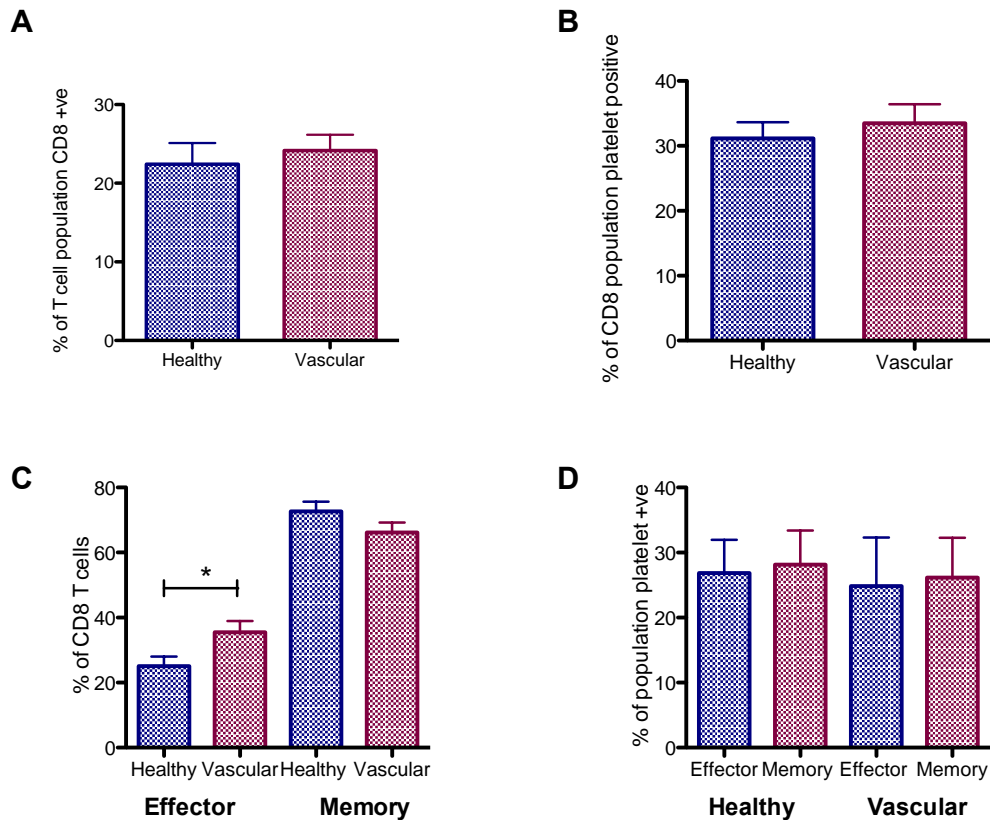 A
% of T cell population CD8 +ve
30
20
10
0
Healthy Vascular
B
% of CD8 population platelet positive
40
30
20
10
0
Healthy Vascular
C
% of CD8 T cells
80
60
40
20
0
*
Healthy Vascular Healthy Vascular
Effector Memory
D
% of population platelet +ve
40
30
20
10
0
Effector Memory Effector Memory
Healthy Vascular